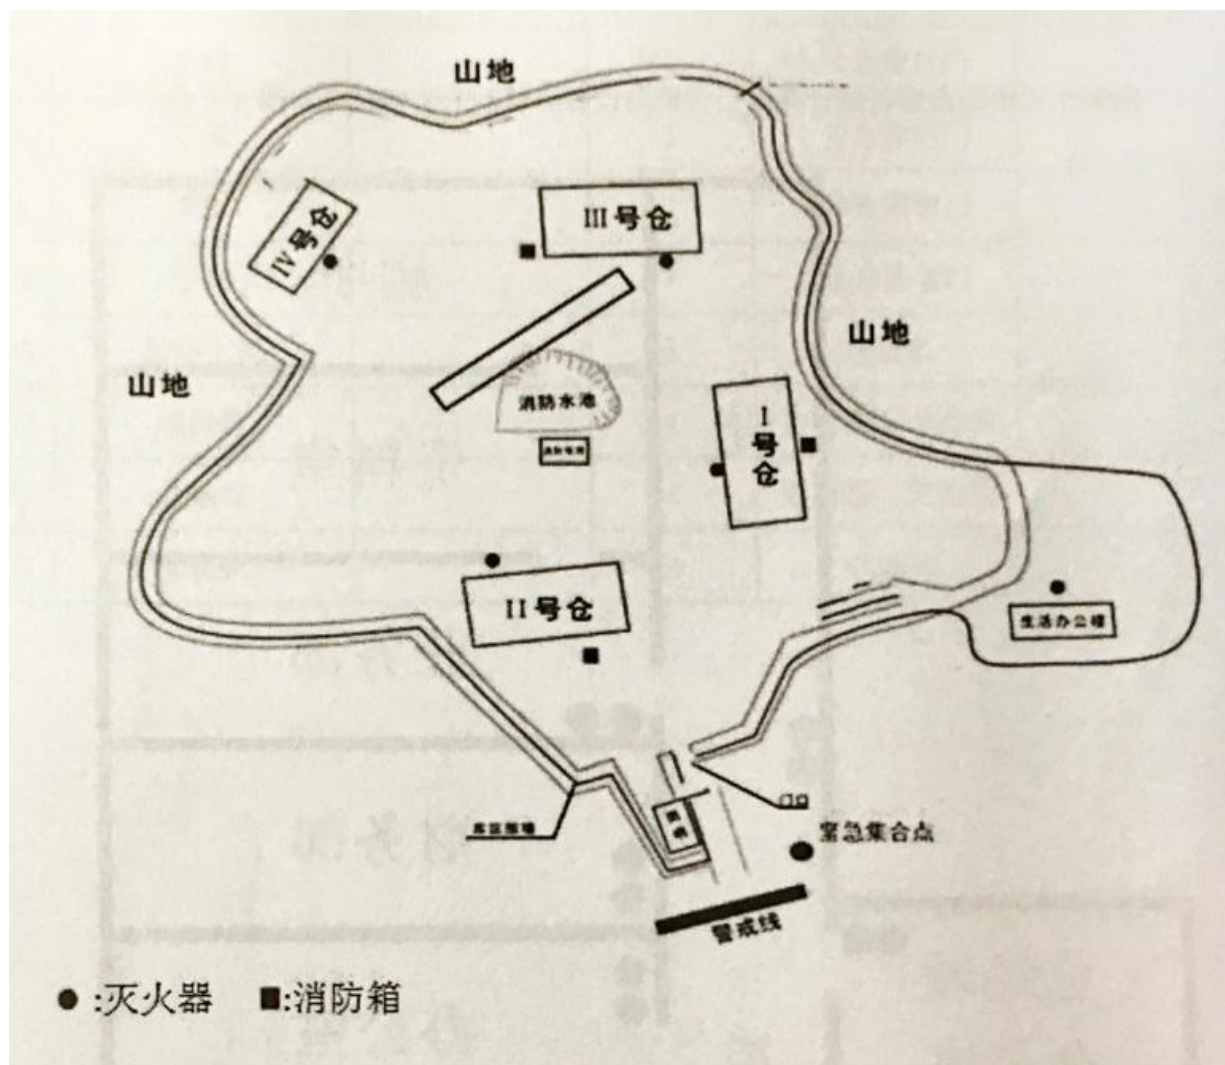 山地
III号仓
IV号仓
山地
山地
消防水池
I号仓
II号仓
生活办公楼
库区围墙
门口
紧急集合点
警戒线
●:灭火器 ■:消防箱